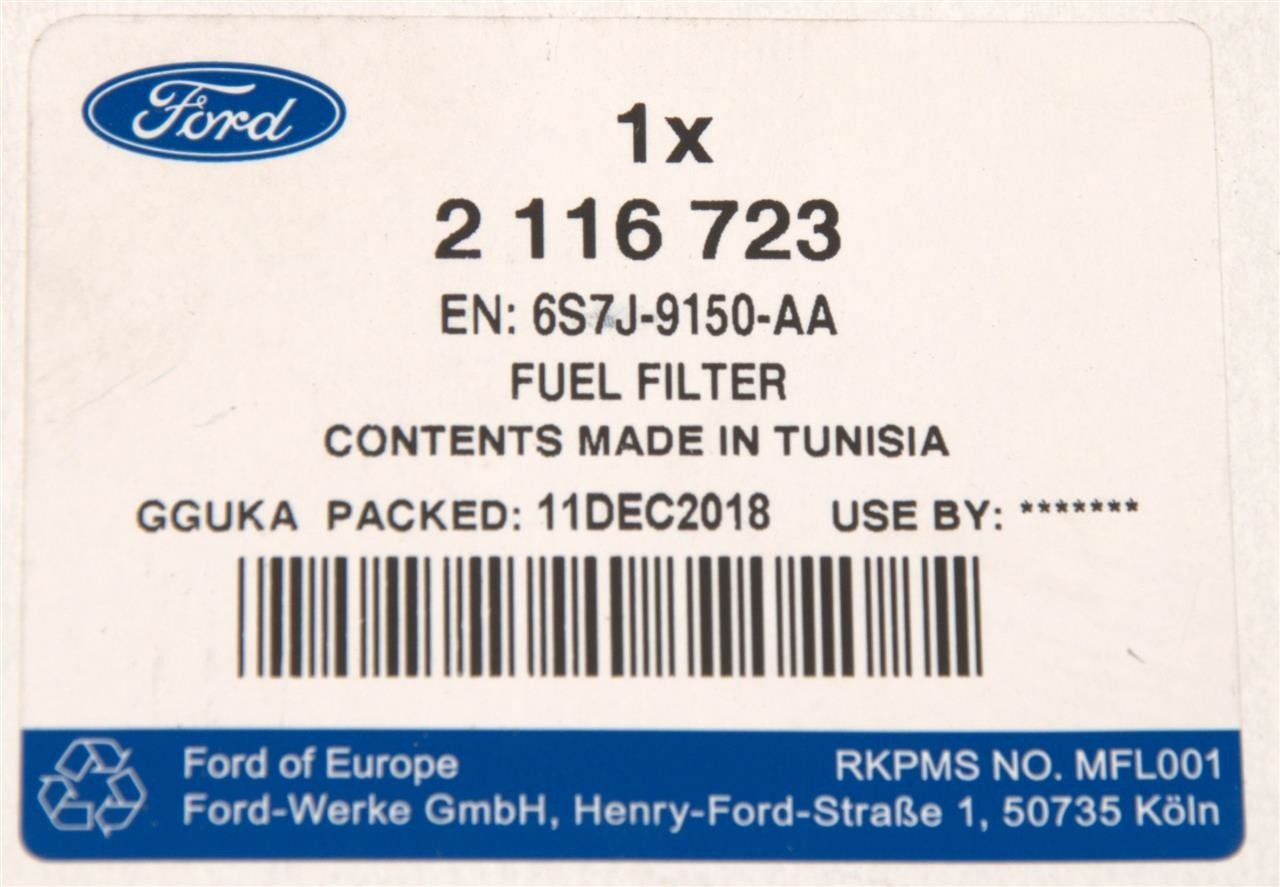 Ford
1x
2 116 723
EN: 6S7J-9150-AA
FUEL FILTER
CONTENTS MADE IN TUNISIA
GGUKA PACKED: 11DEC2018 USE BY: *******
Ford of Europe RKPMS NO. MFL001
Ford-Werke GmbH, Henry-Ford-Straße 1, 50735 Köln